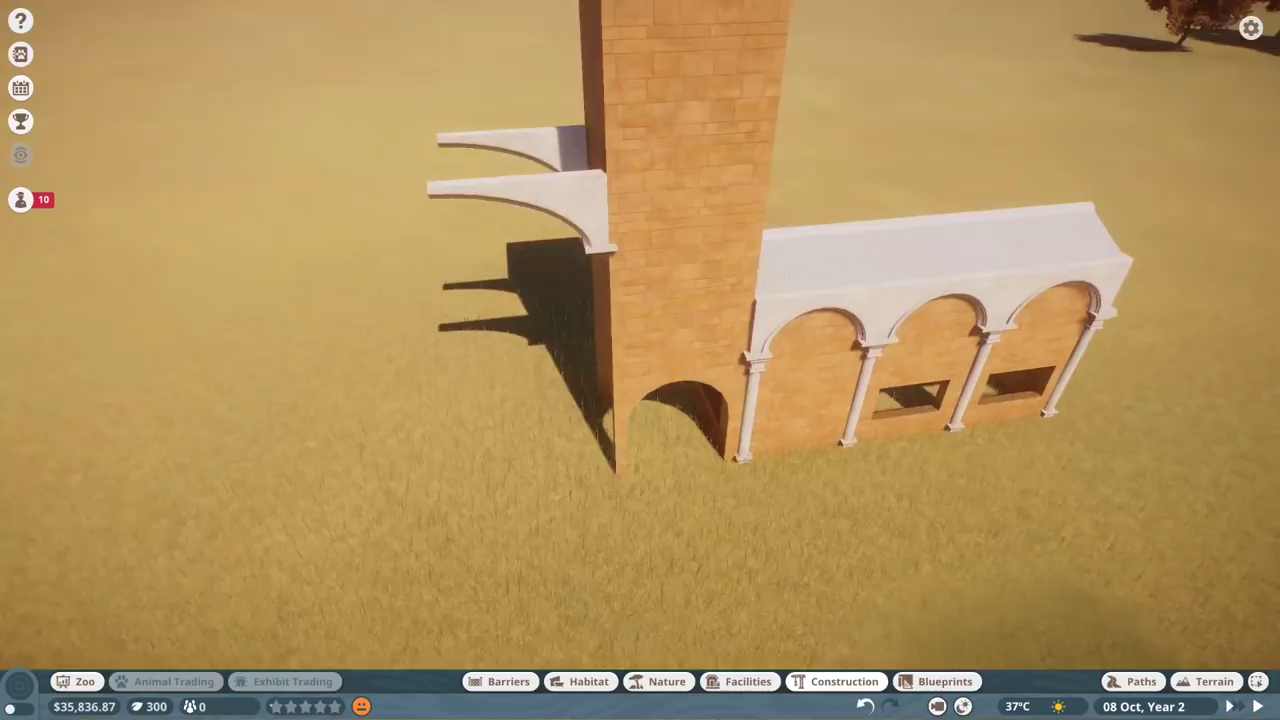 ?
10
Zoo
Animal Trading
Exhibit Trading
Barriers
Habitat
Nature
Facilities
Construction
Blueprints
Paths
Terrain
$35,836.87
300
0
37°C
08 Oct, Year 2